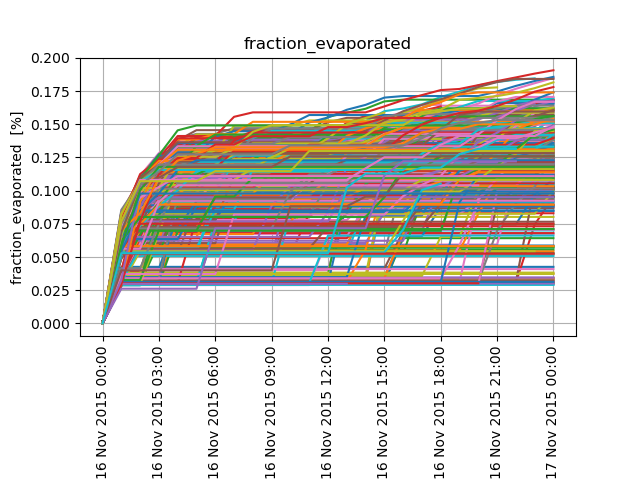 fraction_evaporated
fraction_evaporated [%]
0.200
0.175
0.150
0.125
0.100
0.075
0.050
0.025
0.000
16 Nov 2015 00:00
16 Nov 2015 03:00
16 Nov 2015 06:00
16 Nov 2015 09:00
16 Nov 2015 12:00
16 Nov 2015 15:00
16 Nov 2015 18:00
16 Nov 2015 21:00
17 Nov 2015 00:00